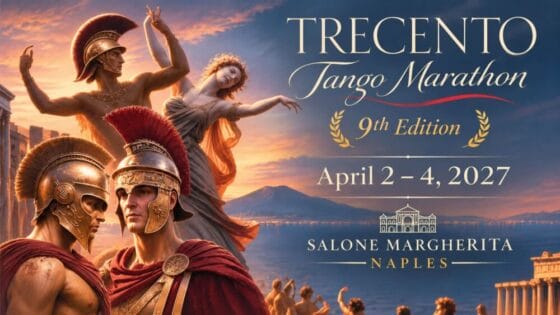 TRECENTO
Tango Marathon
9th Edition
April 2 – 4, 2027
SALONE MARGHERITA
NAPLES